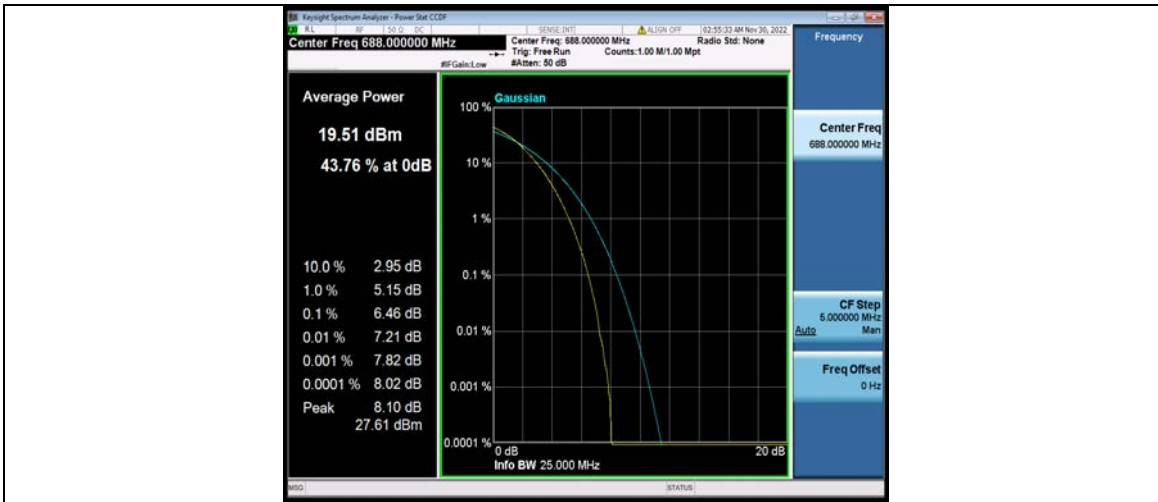 Keysight Spectrum Analyzer - Power Stat CCDF
RL RF 50 Ω DC SENSE:INT ALIGN OFF 02:55:33 AM Nov 30, 2022
Center Freq 688.000000 MHz
Center Freq: 688.000000 MHz Radio Std: None
Trig: Free Run Counts:1.00 M/1.00 Mpt
#IFGain:Low #Atten: 50 dB
Frequency
Average Power
19.51 dBm
43.76 % at 0dB
10.0 % 2.95 dB
1.0 % 5.15 dB
0.1 % 6.46 dB
0.01 % 7.21 dB
0.001 % 7.82 dB
0.0001 % 8.02 dB
Peak 8.10 dB
27.61 dBm
Gaussian
100 %
10 %
1 %
0.1 %
0.01 %
0.001 %
0.0001 %
0 dB 20 dB
Info BW 25.000 MHz
Center Freq
688.000000 MHz
CF Step
5.000000 MHz
Auto Man
Freq Offset
0 Hz
MSG STATUS